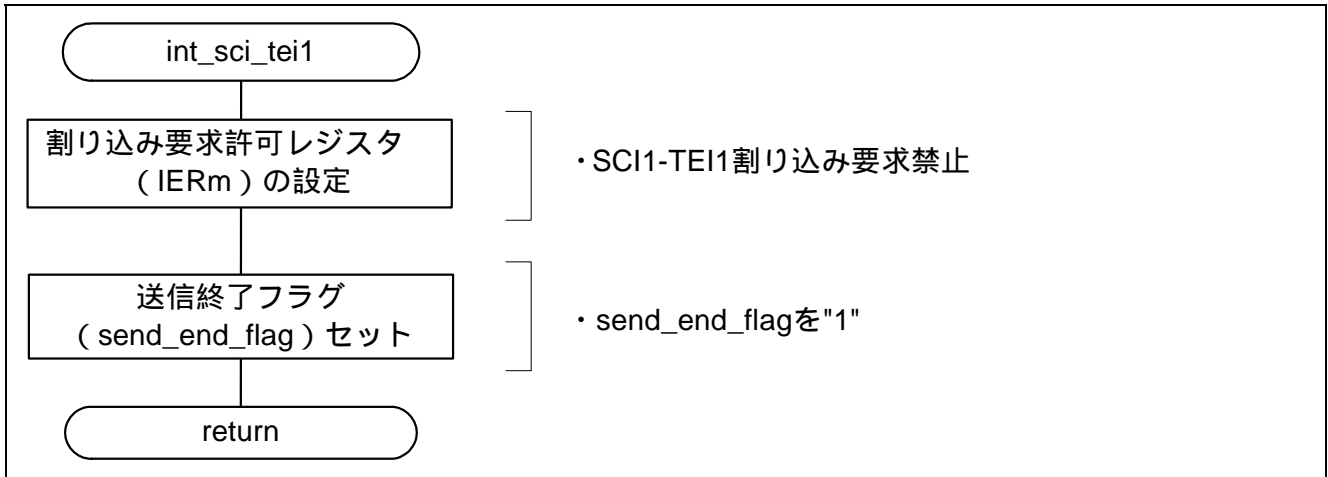 int_sci_tei1
割り込み要求許可レジスタ
（IERm）の設定
・SCI1-TEI1割り込み要求禁止
送信終了フラグ
（send_end_flag）セット
・send_end_flagを"1"
return